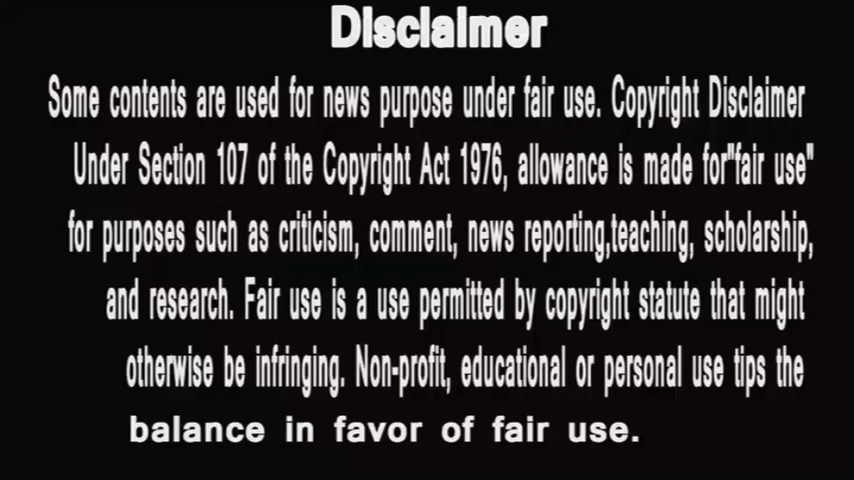 Disclaimer
Some contents are used for news purpose under fair use. Copyright Disclaimer
Under Section 107 of the Copyright Act 1976, allowance is made for"fair use"
for purposes such as criticism, comment, news reporting,teaching, scholarship,
and research. Fair use is a use permitted by copyright statute that might
otherwise be infringing. Non-profit, educational or personal use tips the
balance in favor of fair use.